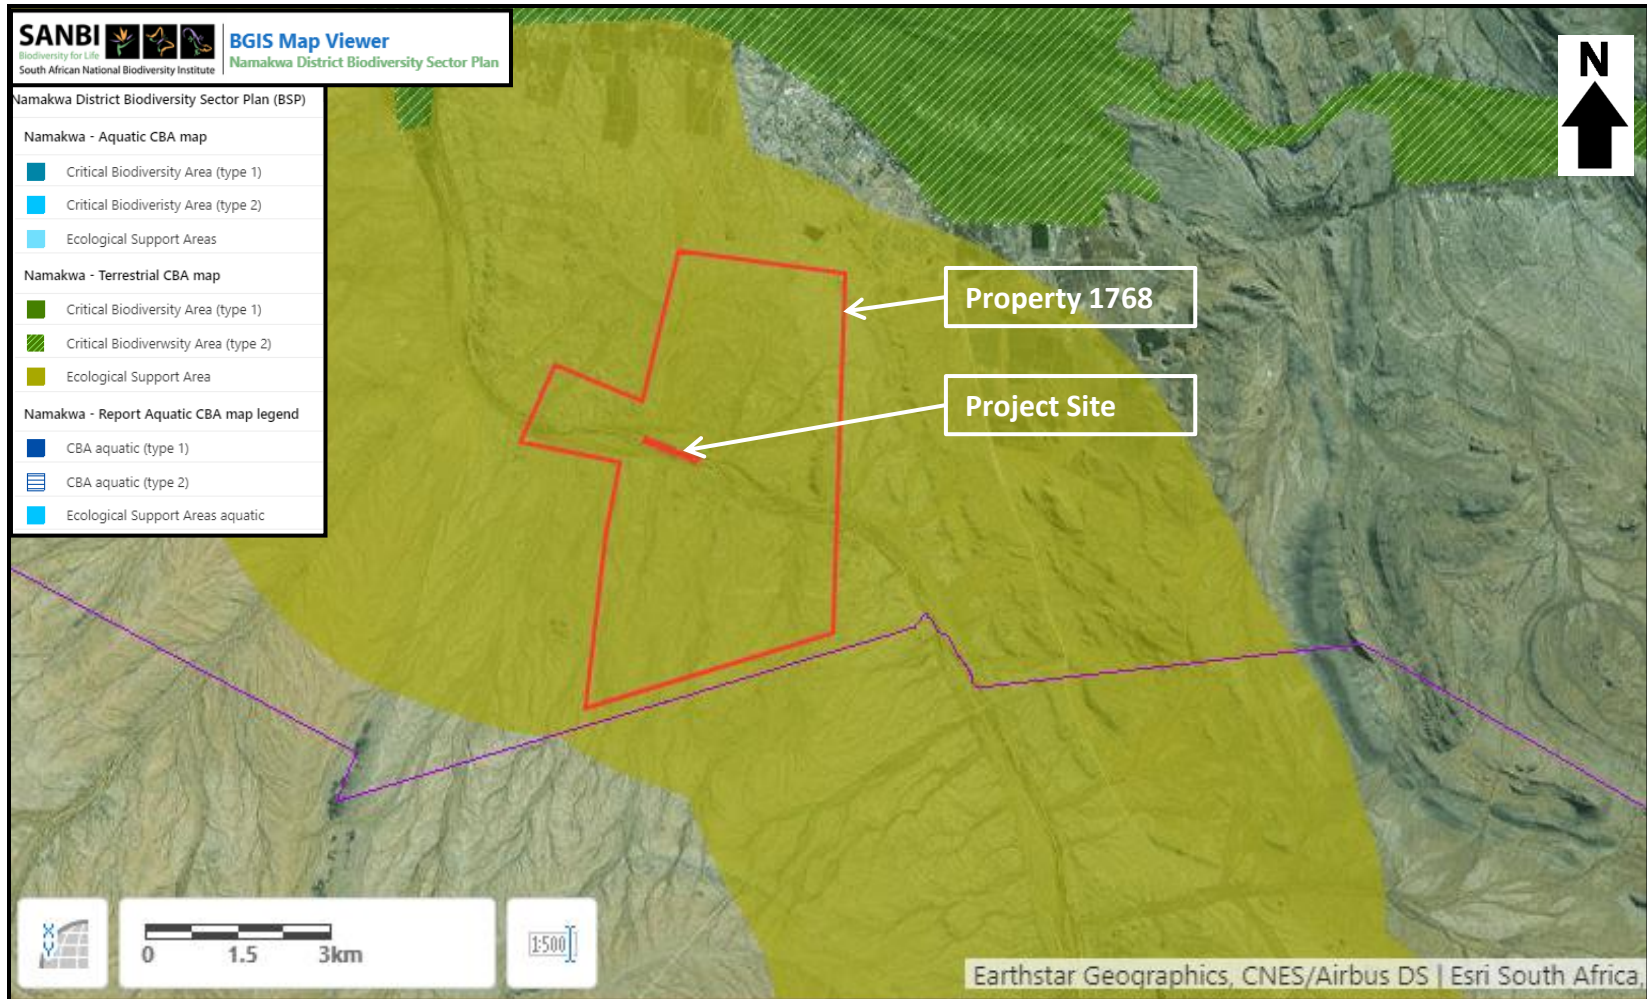 SANBI
Biodiversity for Life
South African National Biodiversity Institute
BGIS Map Viewer
Namakwa District Biodiversity Sector Plan
Namakwa District Biodiversity Sector Plan (BSP)
Namakwa - Aquatic CBA map
Critical Biodiversity Area (type 1)
Critical Biodiveristy Area (type 2)
Ecological Support Areas
Namakwa - Terrestrial CBA map
Critical Biodiversity Area (type 1)
Critical Biodiverwsity Area (type 2)
Ecological Support Area
Namakwa - Report Aquatic CBA map legend
CBA aquatic (type 1)
CBA aquatic (type 2)
Ecological Support Areas aquatic
N
Property 1768
Project Site
X
Y
0 1.5 3km
1:500
Earthstar Geographics, CNES/Airbus DS | Esri South Africa